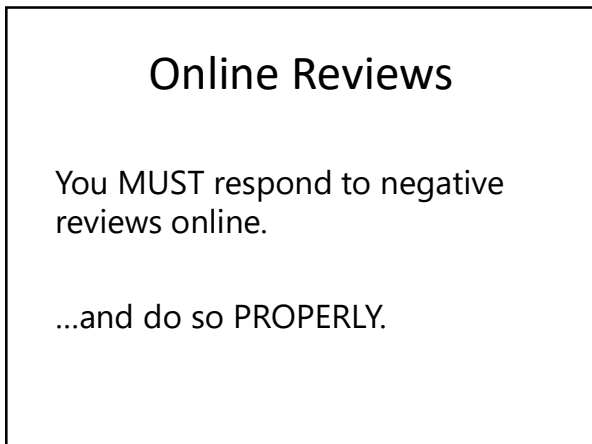 Online Reviews
You MUST respond to negative
reviews online.
...and do so PROPERLY.